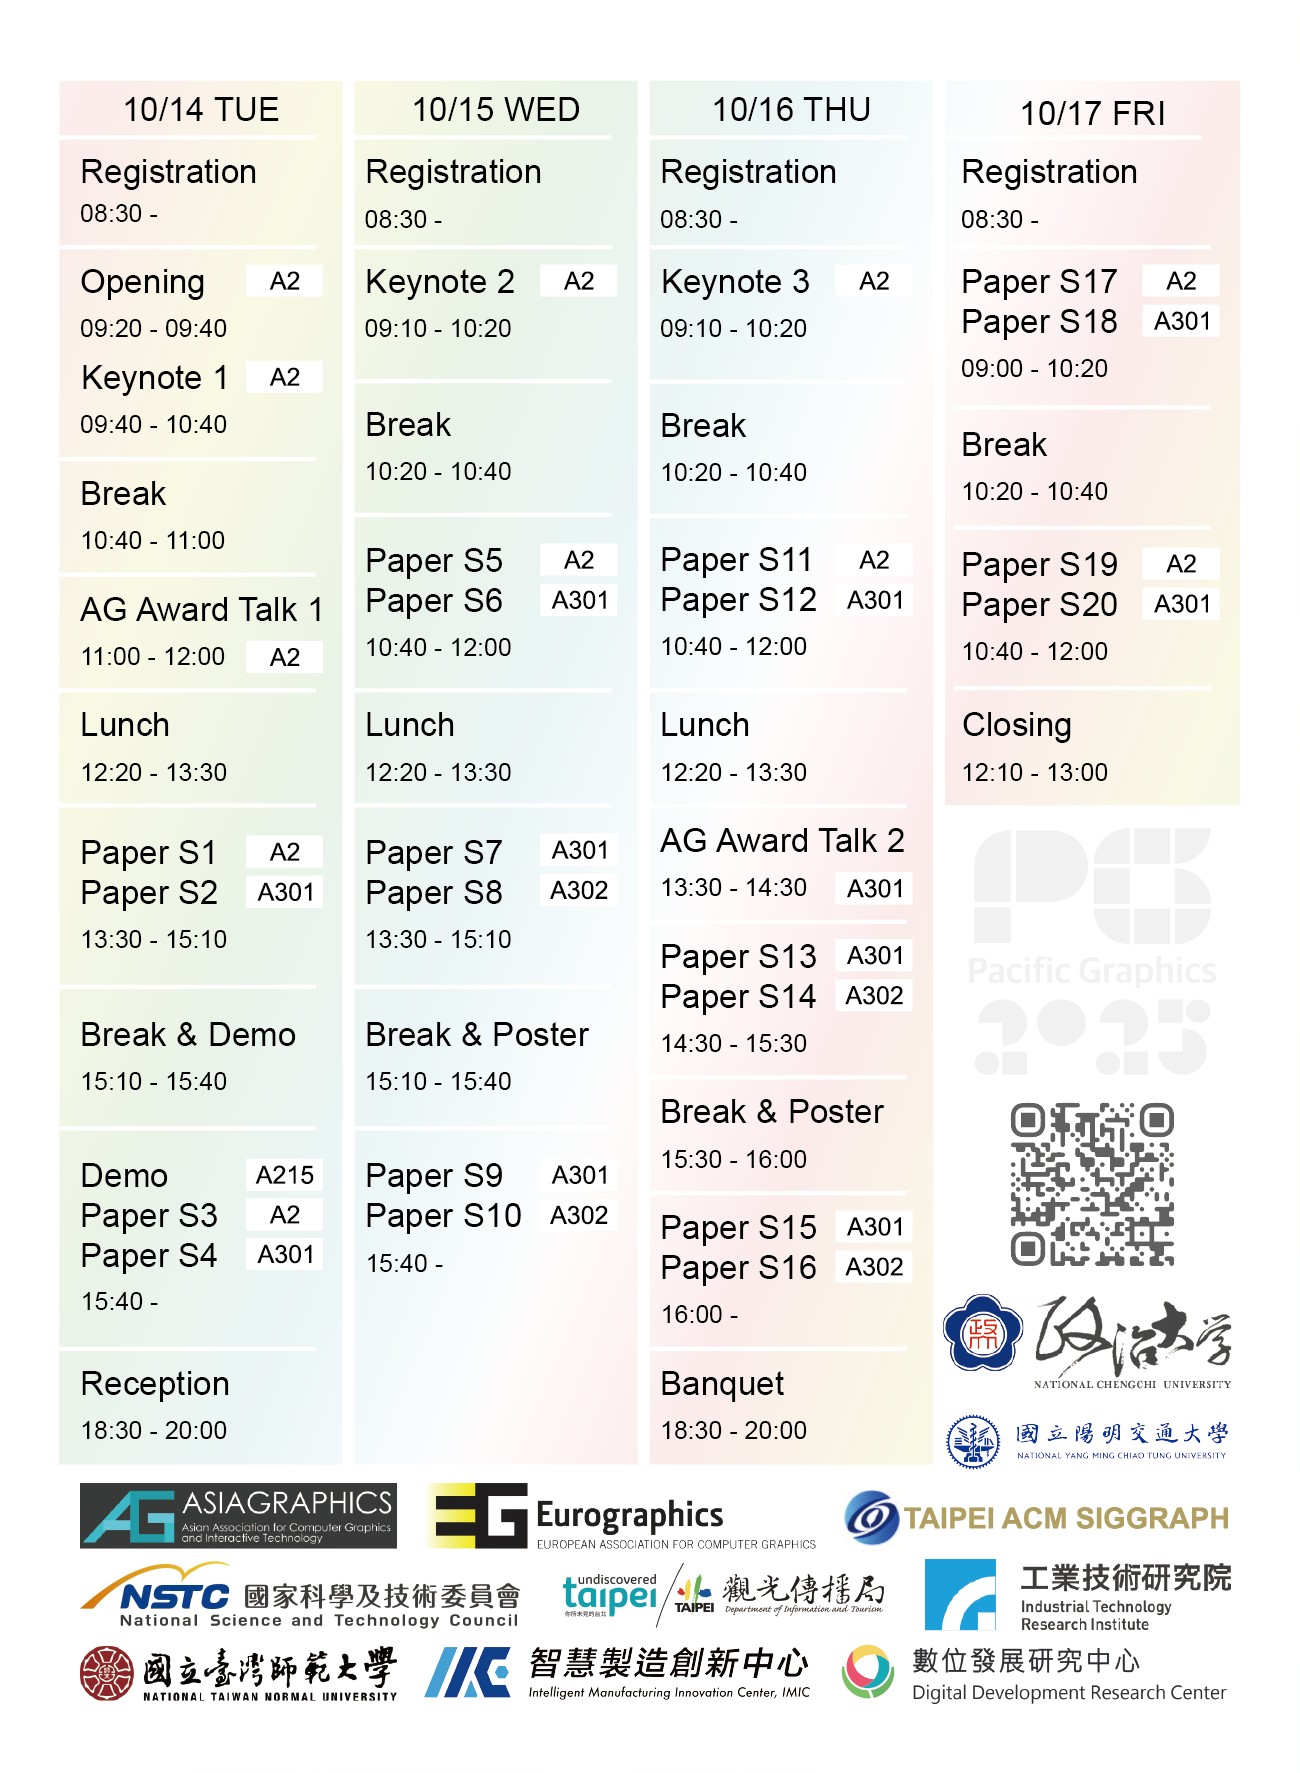 10/14 TUE
Registration
08:30 -
Opening A2
09:20 - 09:40
Keynote 1 A2
09:40 - 10:40
Break
10:40 - 11:00
AG Award Talk 1
11:00 - 12:00 A2
Lunch
12:20 - 13:30
Paper S1 A2
Paper S2 A301
13:30 - 15:10
Break & Demo
15:10 - 15:40
Demo A215
Paper S3 A2
Paper S4 A301
15:40 -
Reception
18:30 - 20:00
10/15 WED
Registration
08:30 -
Keynote 2 A2
09:10 - 10:20
Break
10:20 - 10:40
Paper S5 A2
Paper S6 A301
10:40 - 12:00
Lunch
12:20 - 13:30
Paper S7 A301
Paper S8 A302
13:30 - 15:10
Break & Poster
15:10 - 15:40
Paper S9 A301
Paper S10 A302
15:40 -
10/16 THU
Registration
08:30 -
Keynote 3 A2
09:10 - 10:20
Break
10:20 - 10:40
Paper S11 A2
Paper S12 A301
10:40 - 12:00
Lunch
12:20 - 13:30
AG Award Talk 2
13:30 - 14:30 A301
Paper S13 A301
Paper S14 A302
14:30 - 15:30
Break & Poster
15:30 - 16:00
Paper S15 A301
Paper S16 A302
16:00 -
Banquet
18:30 - 20:00
10/17 FRI
Registration
08:30 -
Paper S17 A2
Paper S18 A301
09:00 - 10:20
Break
10:20 - 10:40
Paper S19 A2
Paper S20 A301
10:40 - 12:00
Closing
12:10 - 13:00
PG
Pacific Graphics
2025
政
政治大學
NATIONAL CHENGCHI UNIVERSITY
國立陽明交通大學
NATIONAL YANG MING CHIAO TUNG UNIVERSITY
AG ASIAGRAPHICS
Asian Association for Computer Graphics
and Interactive Technology
EG Eurographics
EUROPEAN ASSOCIATION FOR COMPUTER GRAPHICS
TAIPEI ACM SIGGRAPH
NSTC 國家科學及技術委員會
National Science and Technology Council
undiscovered
taipei
你所未見的台北
TAIPEI
觀光傳播局
Department of Information and Tourism
工業技術研究院
Industrial Technology
Research Institute
國立臺灣師範大學
NATIONAL TAIWAN NORMAL UNIVERSITY
智慧製造創新中心
Intelligent Manufacturing Innovation Center, IMIC
數位發展研究中心
Digital Development Research Center